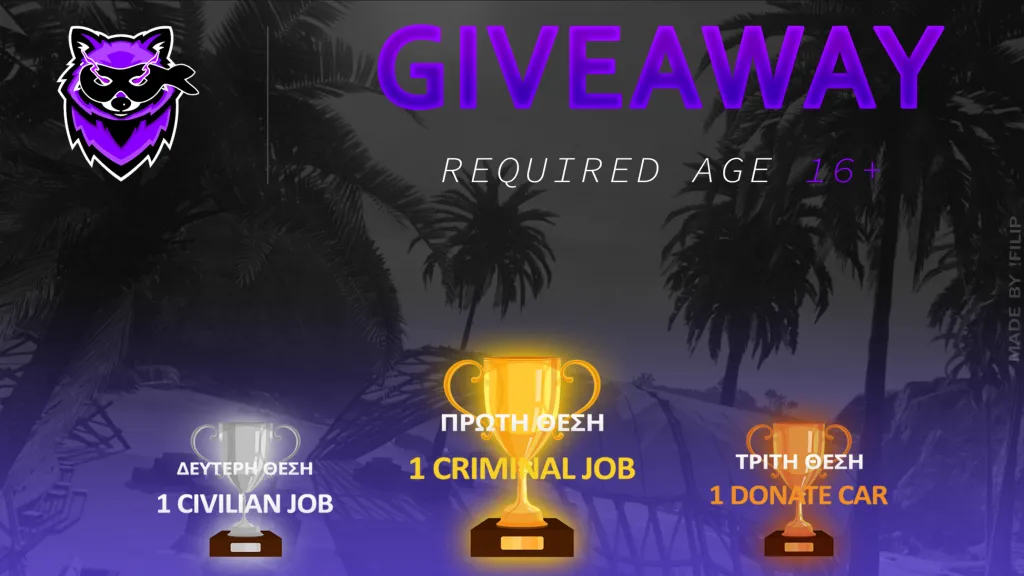 GIVEAWAY
REQUIRED AGE 16+
ΠΡΩΤΗ ΘΕΣΗ
1 CRIMINAL JOB
ΔΕΥΤΕΡΗ ΘΕΣΗ
1 CIVILIAN JOB
ΤΡΙΤΗ ΘΕΣΗ
1 DONATE CAR
MADE BY !FILIP